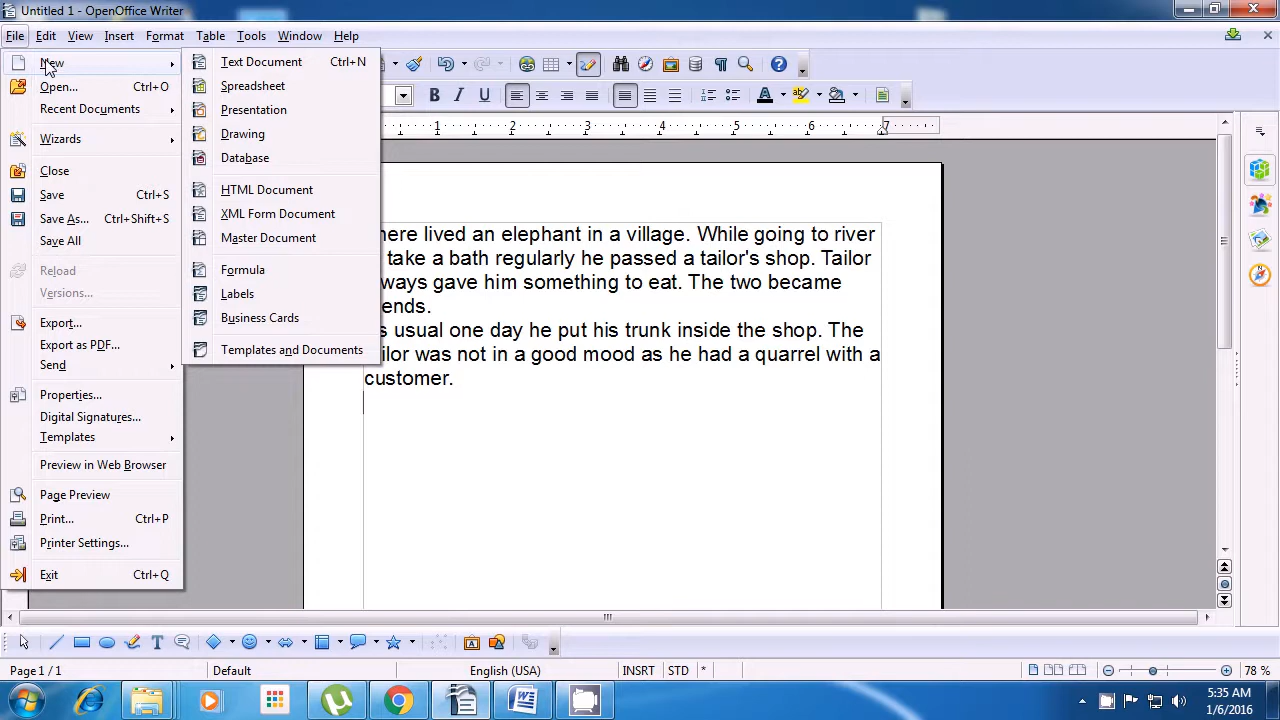 Untitled 1 - OpenOffice Writer
File Edit View Insert Format Table Tools Window Help
New
Open... Ctrl+O
Recent Documents
Wizards
Close
Save Ctrl+S
Save As... Ctrl+Shift+S
Save All
Reload
Versions...
Export...
Export as PDF...
Send
Properties...
Digital Signatures...
Templates
Preview in Web Browser
Page Preview
Print... Ctrl+P
Printer Settings...
Exit Ctrl+Q
Text Document Ctrl+N
Spreadsheet
Presentation
Drawing
Database
HTML Document
XML Form Document
Master Document
Formula
Labels
Business Cards
Templates and Documents
B I U
1 2 3 4 5 6 7
here lived an elephant in a village. While going to river
take a bath regularly he passed a tailor's shop. Tailor
ways gave him something to eat. The two became
ends.
s usual one day he put his trunk inside the shop. The
ilor was not in a good mood as he had a quarrel with a
customer.
Page 1 / 1 Default English (USA) INSRT STD * 78 %
5:35 AM
1/6/2016